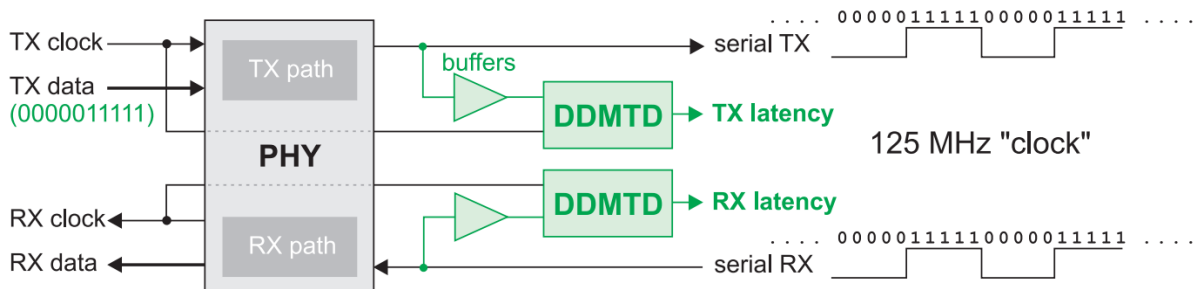 . . . . 00000111110000011111 . . . .
TX clock
TX path
serial TX
buffers
TX data
(0000011111)
DDMTD
TX latency
PHY
125 MHz "clock"
DDMTD
RX latency
RX clock
RX path
. . . . 00000111110000011111 . . . .
RX data
serial RX